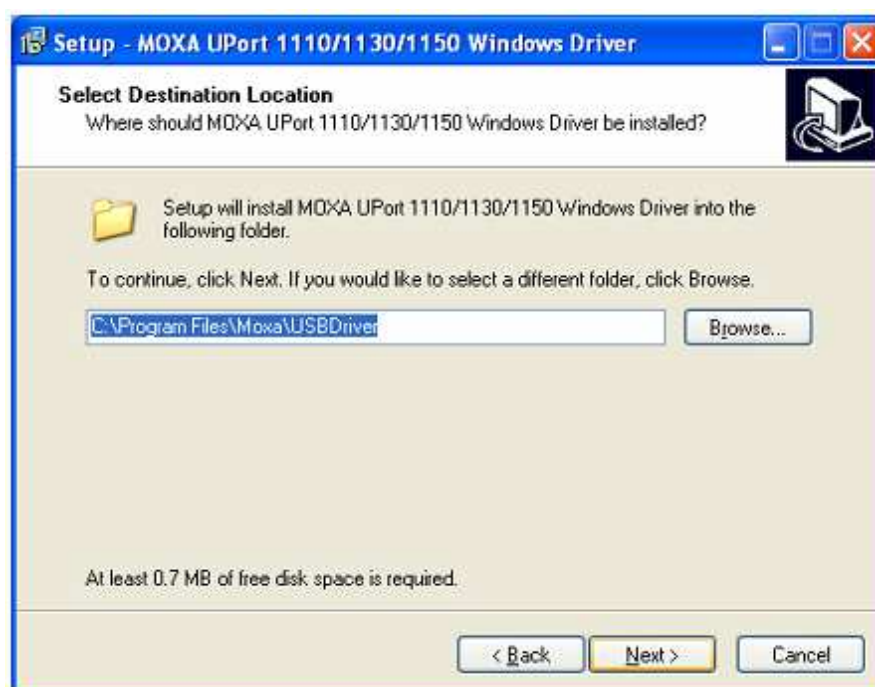 Setup - MOXA UPort 1110/1130/1150 Windows Driver
Select Destination Location
Where should MOXA UPort 1110/1130/1150 Windows Driver be installed?
Setup will install MOXA UPort 1110/1130/1150 Windows Driver into the
following folder.
To continue, click Next. If you would like to select a different folder, click Browse.
C:\Program Files\Moxa\USBDriver
Browse...
At least 0.7 MB of free disk space is required.
< Back
Next >
Cancel